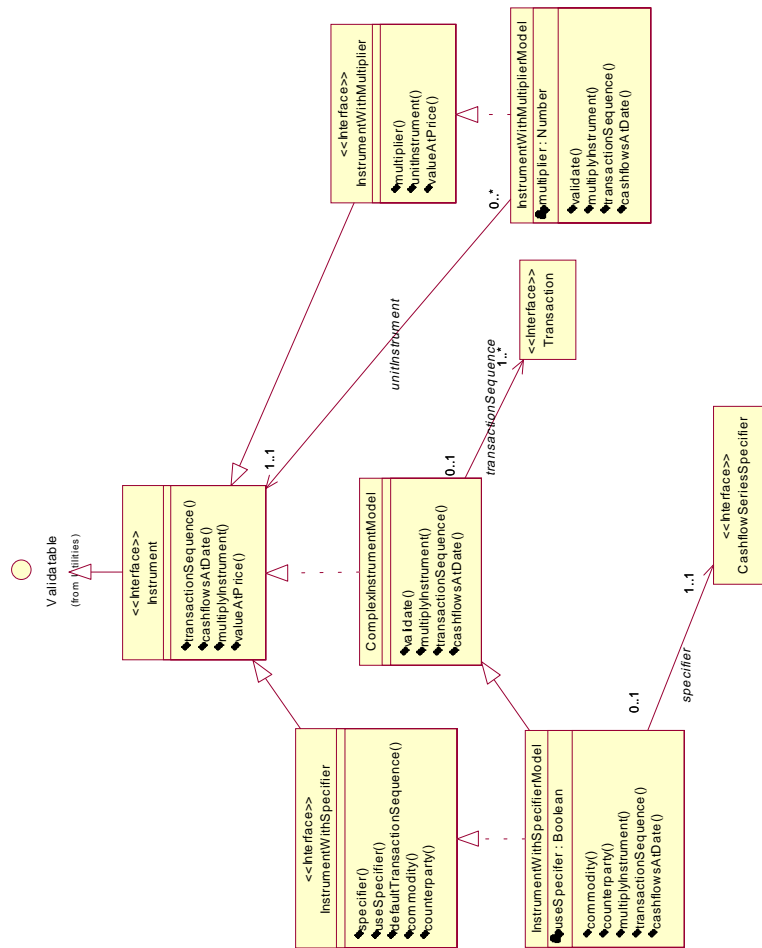 Validatable
(from Utilities)
<<Interface>>
Instrument
transactionSequence()
cashflowsAtDate()
multiplyInstrument()
valueAtPrice()
<<Interface>>
InstrumentWithSpecifier
specifier()
useSpecifier()
defaultTransactionSequence()
commodity()
counterparty()
ComplexInstrumentModel
validate()
multiplyInstrument()
transactionSequence()
cashflowsAtDate()
<<Interface>>
InstrumentWithMultiplier
multiplier()
unitInstrument()
valueAtPrice()
1..1
unitInstrument
0..*
0..1
transactionSequence
1..*
InstrumentWithSpecifierModel
useSpecifer : Boolean
commodity()
counterparty()
multiplyInstrument()
transactionSequence()
cashflowsAtDate()
<<Interface>>
Transaction
InstrumentWithMultiplierModel
multiplier : Number
validate()
multiplyInstrument()
transactionSequence()
cashflowsAtDate()
0..1
specifier
1..1
<<Interface>>
CashflowSeriesSpecifier